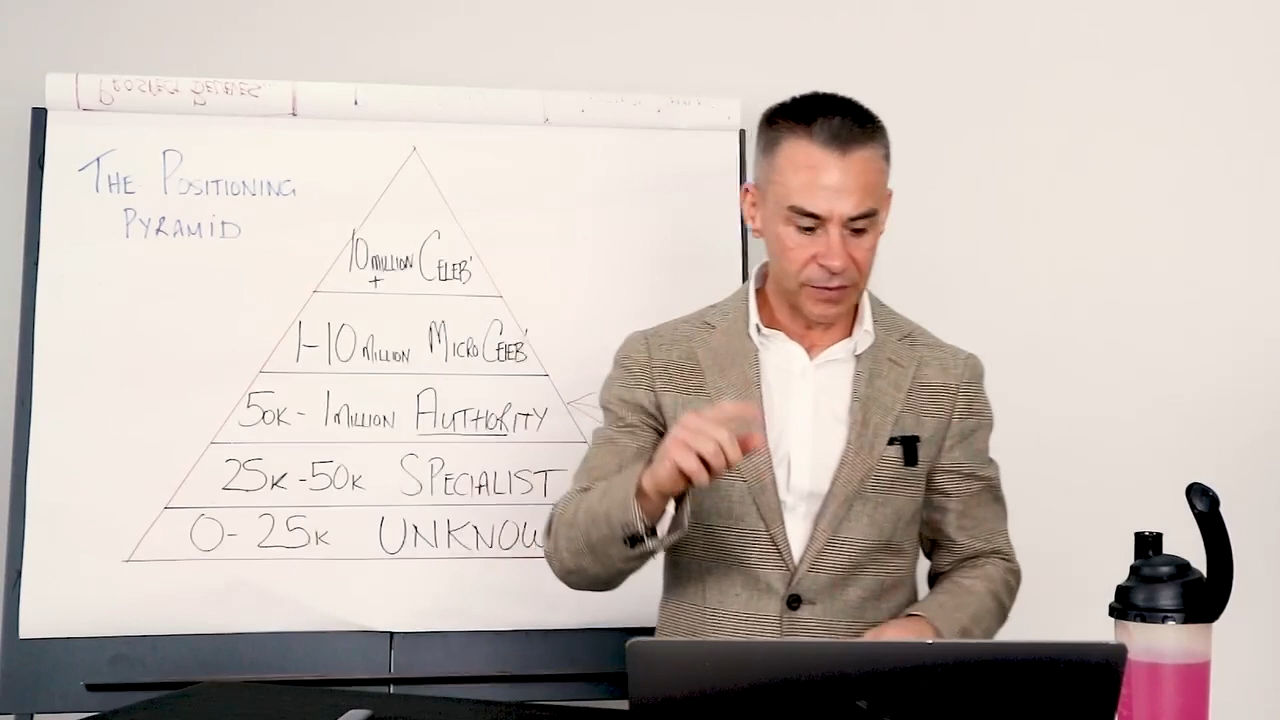 The Positioning
Pyramid
10 million Celeb'
+
1-10 million Micro Celeb'
50k - 1 million Authority
25k - 50k Specialist
0 - 25k Unknow